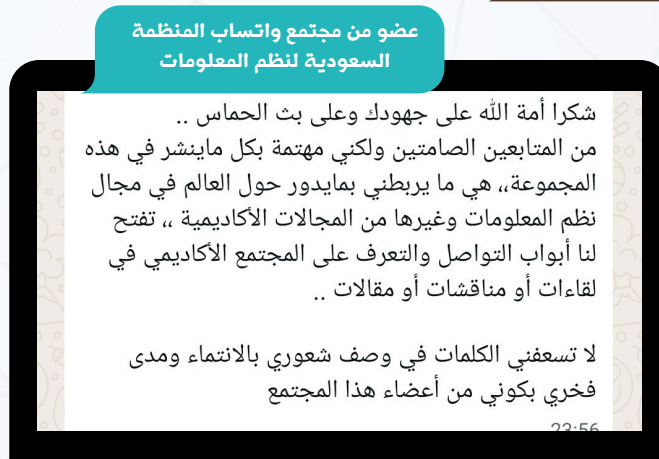 عضو من مجتمع واتساب المنظمة
السعودية لنظم المعلومات
شكرا أمة الله على جهودك وعلى بث الحماس ..
من المتابعين الصامتين ولكني مهتمة بكل ماينشر في هذه
المجموعة،، هي ما يربطني بمايدور حول العالم في مجال
نظم المعلومات وغيرها من المجالات الأكاديمية ،، تفتح
لنا أبواب التواصل والتعرف على المجتمع الأكاديمي في
لقاءات أو مناقشات أو مقالات ..
لا تسعفني الكلمات في وصف شعوري بالانتماء ومدى
فخري بكوني من أعضاء هذا المجتمع
23:56